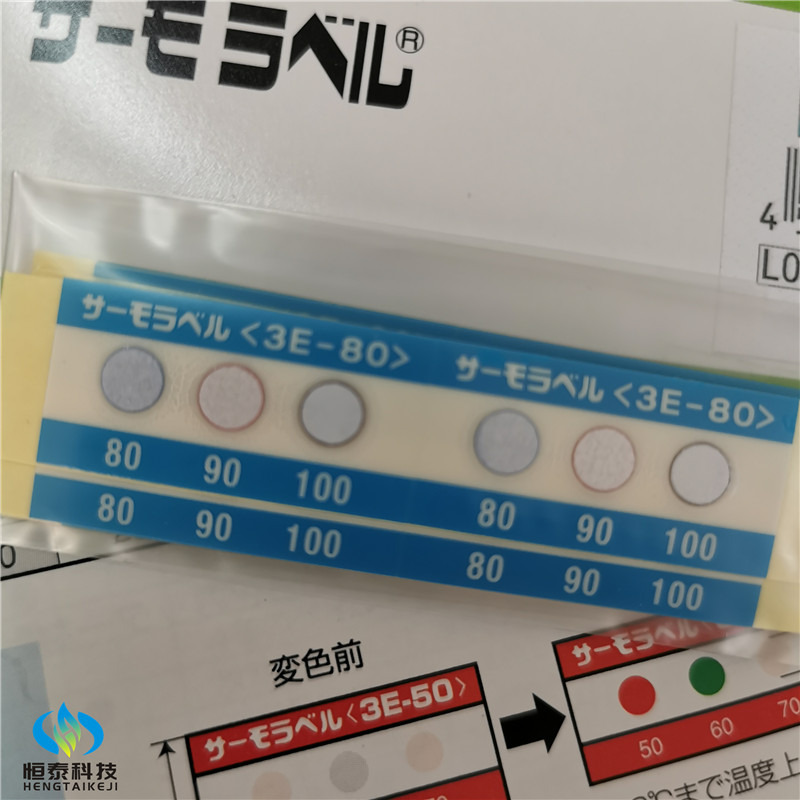 サーモラベル®
4
LO
サーモラベル <3E-80>
サーモラベル <3E-80>
80 90 100
80 90 100
80 90 100
80 90 100
変色前
サーモラベル<3E-50>
サーモラベル
50 60 70
℃まで温度上
恒泰科技
HENGTAIKEJI